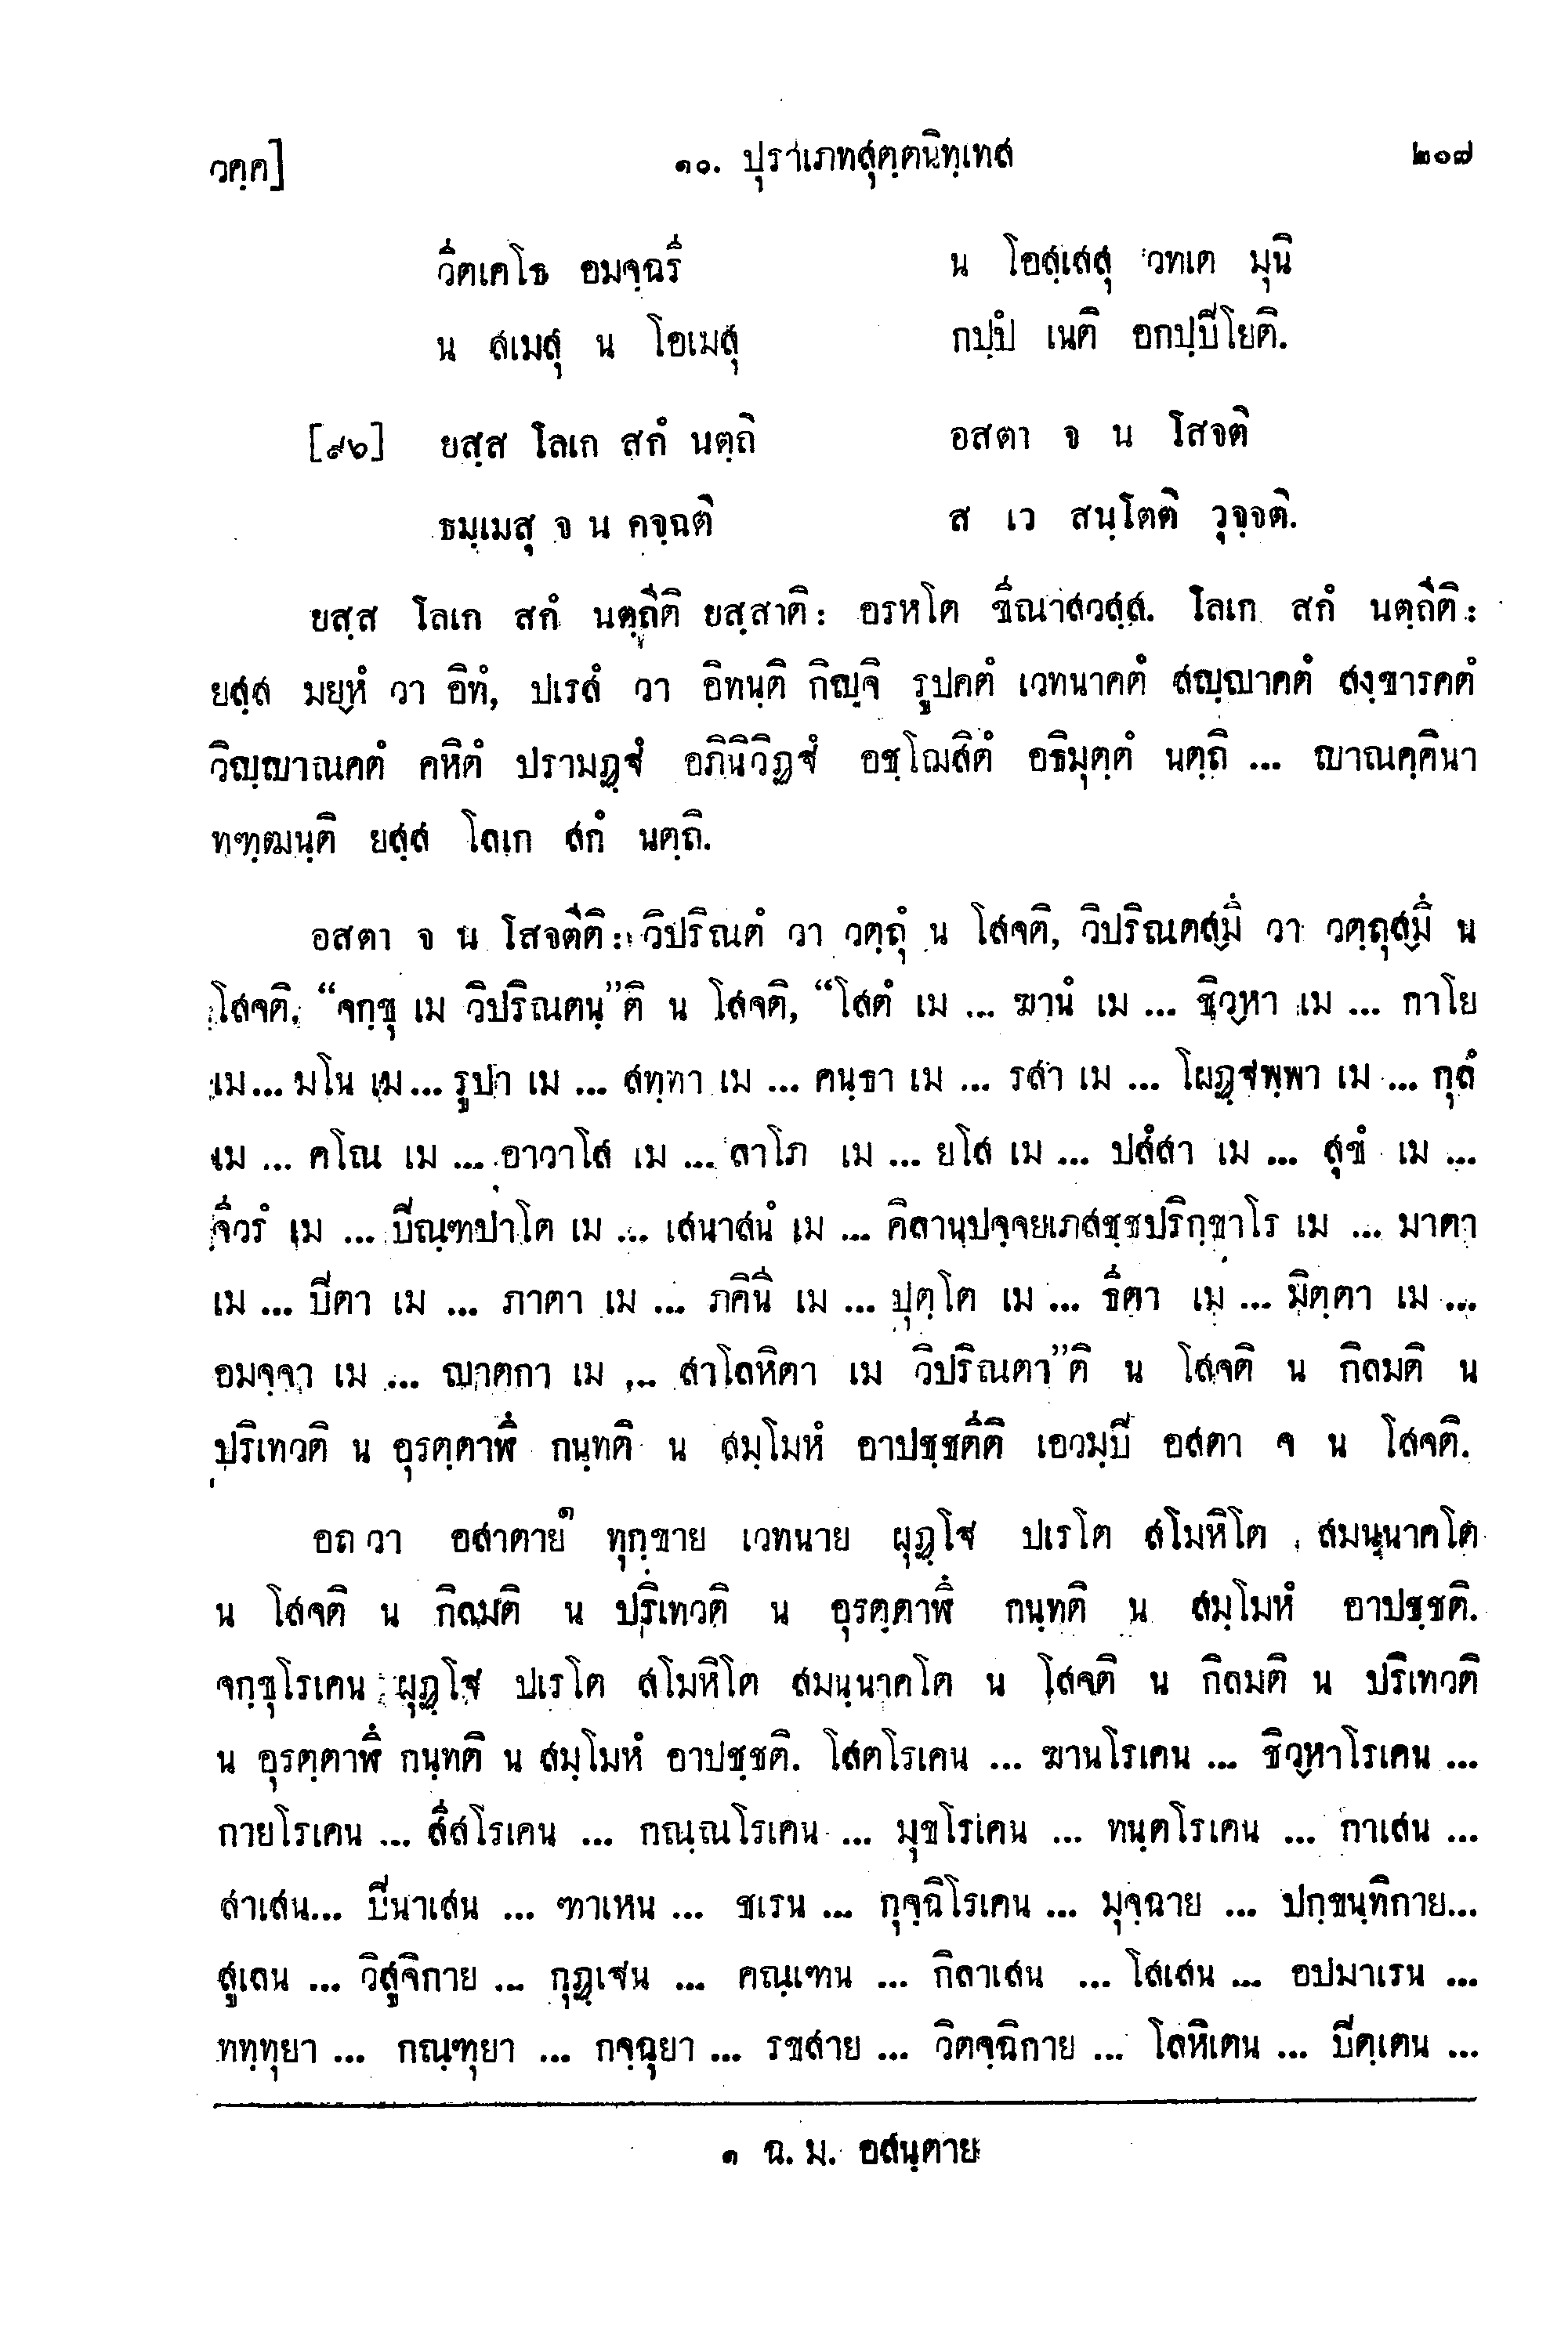 วคฺค] ๑๐. ปุราเภทสุตฺตนิทฺเทส ๒๑๗
วีตเคโธ อมจฺฉรี น โอสฺเสสุ วทเต มุนิ
น สเมสุ น โอเมสุ กปฺปํ เนติ อกปฺปิโยติ.
[๙๖] ยสฺส โลเก สกํ นตฺถิ อสตา จ น โสจติ
ธมฺเมสุ จ น คจฺฉติ ส เว สนฺโตติ วุจฺจติ.
ยสฺส โลเก สกํ นตฺถีติ ยสฺสาติ: อรหโต ขีณาสวสฺส. โลเก สกํ นตฺถีติ:
ยสฺส มยฺหํ วา อิทํ, ปเรสํ วา อิทนฺติ กิญฺจิ รูปคตํ เวทนาคตํ สญฺญาคตํ สงฺขารคตํ
วิญฺญาณคตํ คหิตํ ปรามฏฺฐํ อภินิวิฏฺฐํ อชฺโฌสิตํ อธิมุตฺตํ นตฺถิ ... ญาณคฺคินา
ทฑฺฒนฺติ ยสฺส โลเก สกํ นตฺถิ.
อสตา จ น โสจตีติ: วิปริณตํ วา วตฺถุํ น โสจติ, วิปริณตสฺมึ วา วตฺถุสฺมึ น
โสจติ, “จกฺขุ เม วิปริณตนฺ”ติ น โสจติ, “โสตํ เม ... ฆานํ เม ... ชิวฺหา เม ... กาโย
เม ... มโน เม ... รูปา เม ... สทฺทา เม ... คนฺธา เม ... รสา เม ... โผฏฺฐพฺพา เม ... กุลํ
เม ... คโณ เม ... อาวาโส เม ... ลาโภ เม ... ยโส เม ... ปสํสา เม ... สุขํ เม ...
จีวรํ เม ... ปิณฺฑปาโต เม ... เสนาสนํ เม ... คิลานปจฺจยเภสชฺชปริกฺขาโร เม ... มาตา
เม ... ปิตา เม ... ภาตา เม ... ภคินี เม ... ปุตฺโต เม ... ธีตา เม ... มิตฺตา เม ...
อมจฺจา เม ... ญาตกา เม ... สาโลหิตา เม วิปริณตา”ติ น โสจติ น กิลมติ น
ปริเทวติ น อุรตฺตาฬึ กนฺทติ น สมฺโมหํ อาปชฺชตีติ เอวมฺปิ อสตา จ น โสจติ.
อถ วา อสาตาย๑ ทุกฺขาย เวทนาย ผุฏฺโฐ ปเรโต สโมหิโต สมนฺนาคโต
น โสจติ น กิลมติ น ปริเทวติ น อุรตฺตาฬึ กนฺทติ น สมฺโมหํ อาปชฺชติ.
จกฺขุโรเคน ผุฏฺโฐ ปเรโต สโมหิโต สมนฺนาคโต น โสจติ น กิลมติ น ปริเทวติ
น อุรตฺตาฬึ กนฺทติ น สมฺโมหํ อาปชฺชติ. โสตโรเคน ... ฆานโรเคน ... ชิวฺหาโรเคน ...
กายโรเคน ... สีสโรเคน ... กณฺณโรเคน ... มุขโรเคน ... ทนฺตโรเคน ... กาเสน ...
สาเสน... ปินาเสน ... ฑาเหน ... ชเรน ... กุจฺฉิโรเคน ... มุจฺฉาย ... ปกฺขนฺทิกาย...
สูเลน ... วิสูจิกาย ... กุฏฺเฐน ... คณฺเฑน ... กิลาเสน ... โสเสน ... อปมาเรน ...
ททฺทุยา ... กณฺฑุยา ... กจฺฉุยา ... รขสาย ... วิตจฺฉิกาย ... โลหิเตน ... ปิตฺเตน ...
๑ ฉ. ม. อสนฺตาย